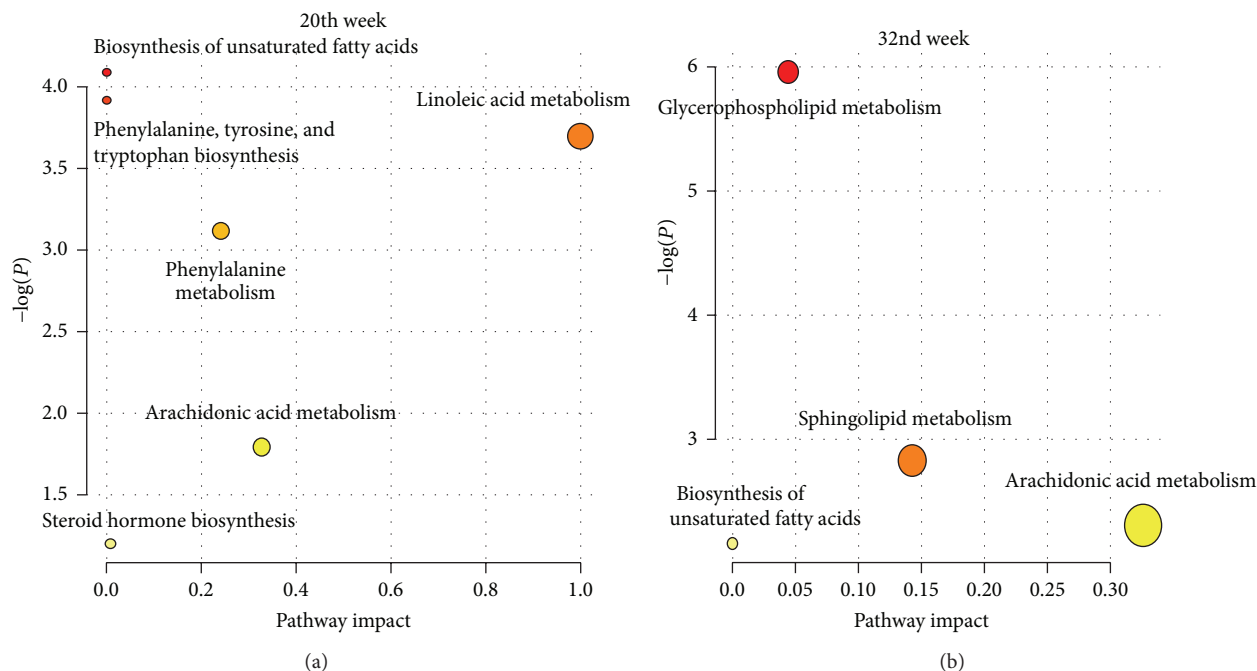 20th week
Biosynthesis of unsaturated fatty acids
4.0
Linoleic acid metabolism
Phenylalanine, tyrosine, and
tryptophan biosynthesis
3.5
3.0
Phenylalanine
metabolism
−log(P)
2.5
2.0
Arachidonic acid metabolism
1.5
Steroid hormone biosynthesis
0.0 0.2 0.4 0.6 0.8 1.0
Pathway impact
(a)
32nd week
6
Glycerophospholipid metabolism
5
−log(P)
4
3
Sphingolipid metabolism
Arachidonic acid metabolism
Biosynthesis of
unsaturated fatty acids
0.0 0.05 0.10 0.15 0.20 0.25 0.30
Pathway impact
(b)